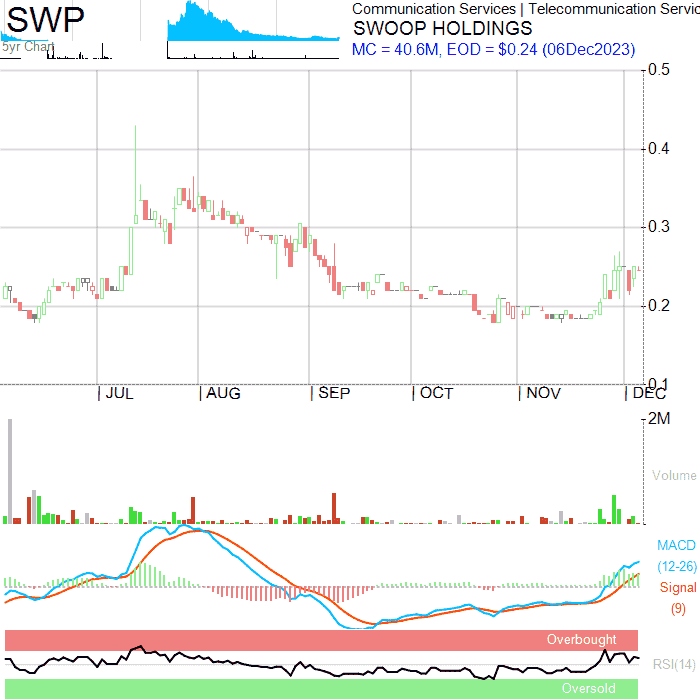 SWP
5yr Chart
Communication Services | Telecommunication Servic
SWOOP HOLDINGS
MC = 40.6M, EOD = $0.24 (06Dec2023)
0.5
0.4
0.3
0.2
0.1
JUL
AUG
SEP
OCT
NOV
DEC
2M
Volume
MACD
(12-26)
Signal
(9)
Overbought
RSI(14)
Oversold